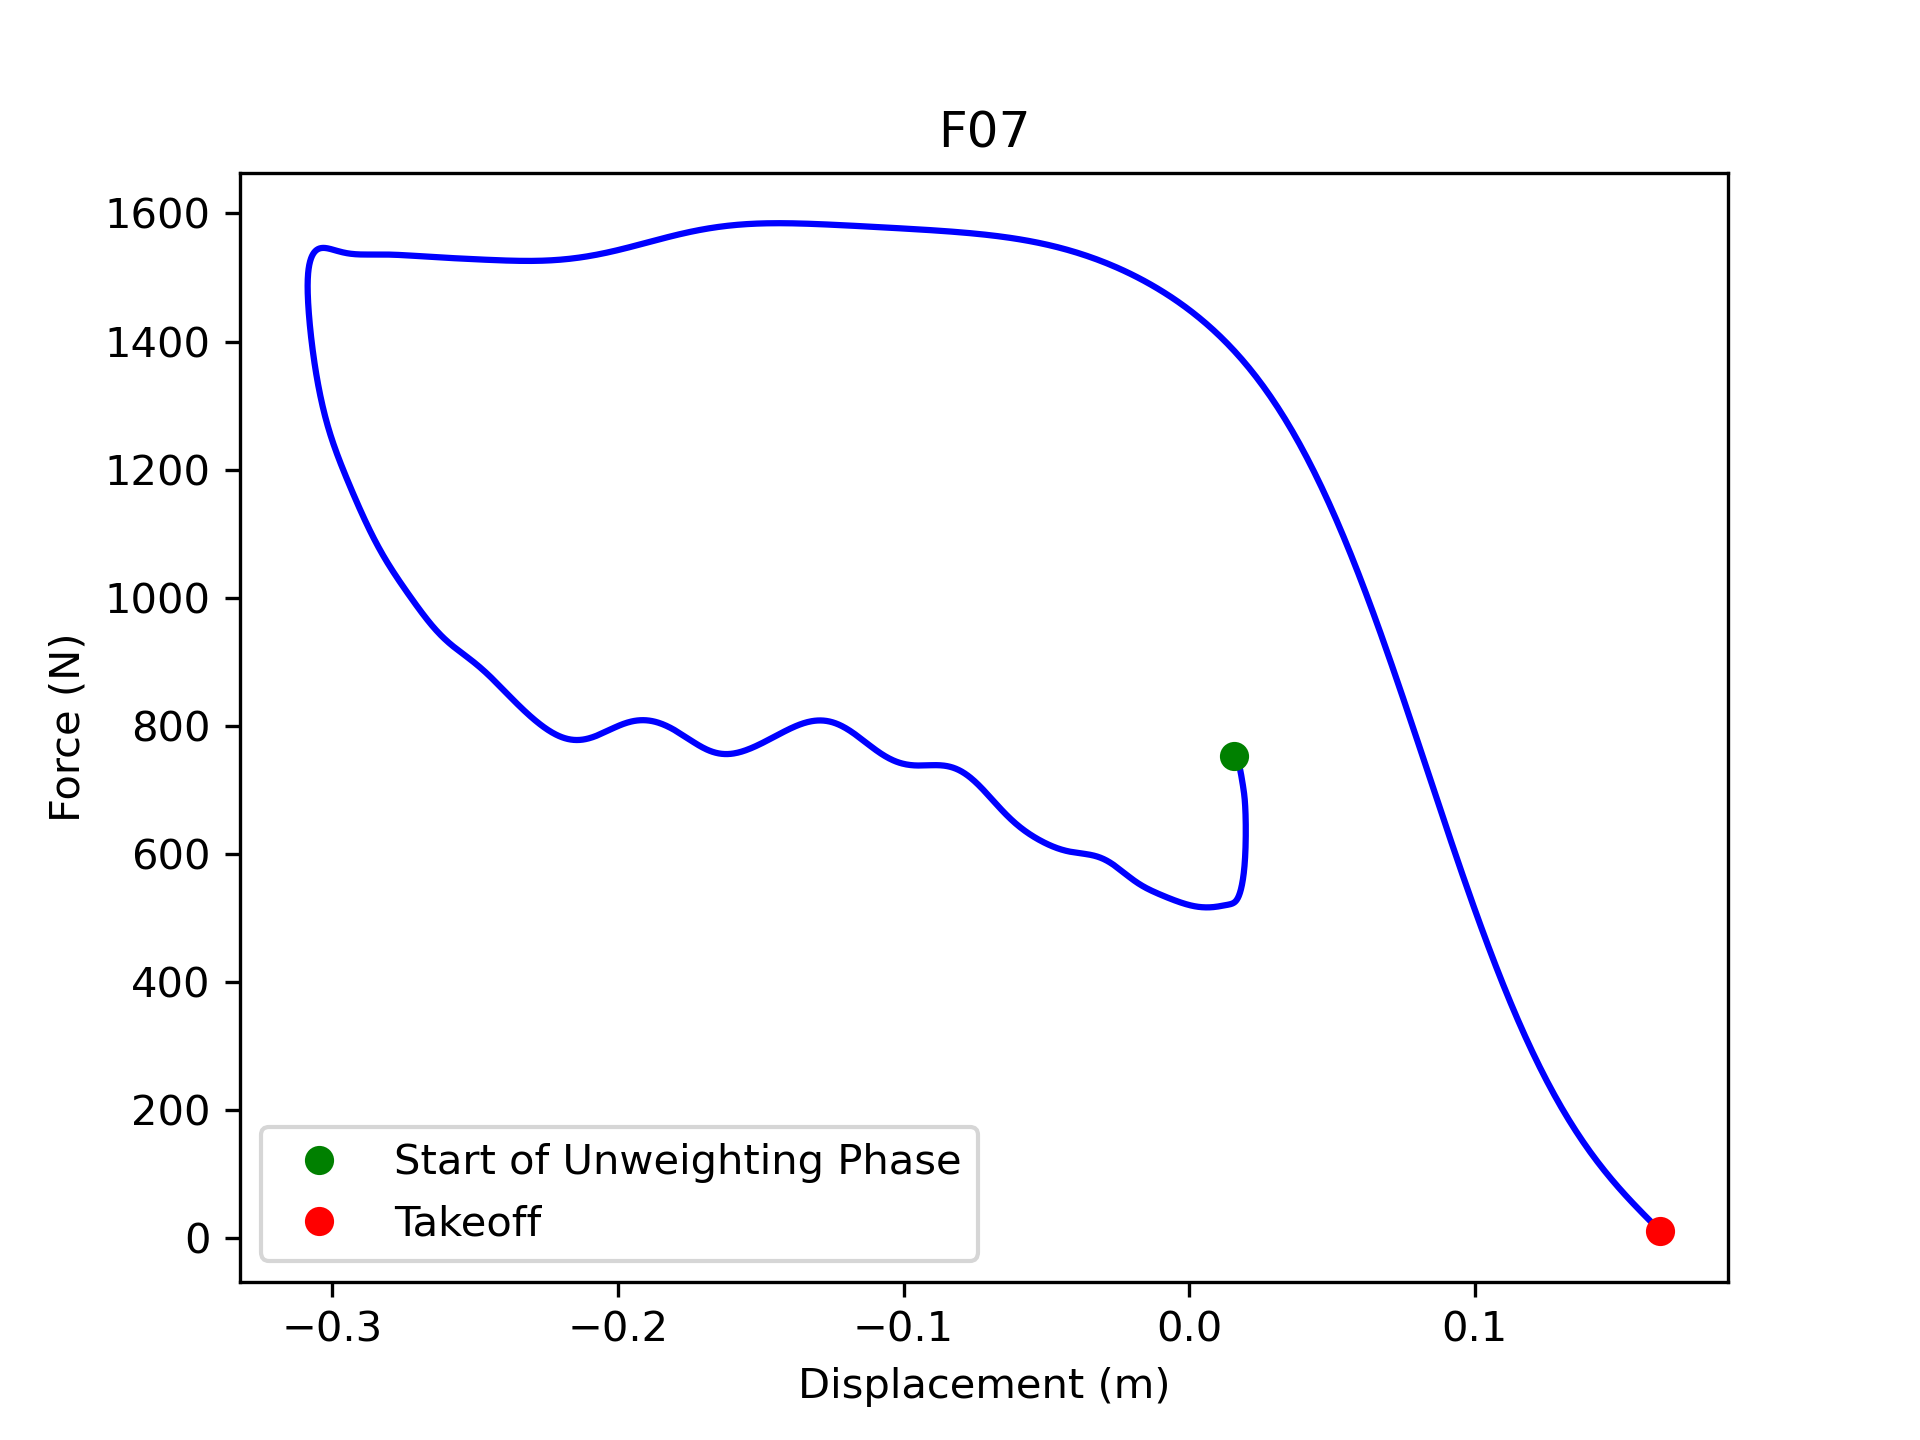 F07
1600
1400
1200
1000
800
600
400
200
0
Force (N)
Start of Unweighting Phase
Takeoff
−0.3 −0.2 −0.1 0.0 0.1
Displacement (m)